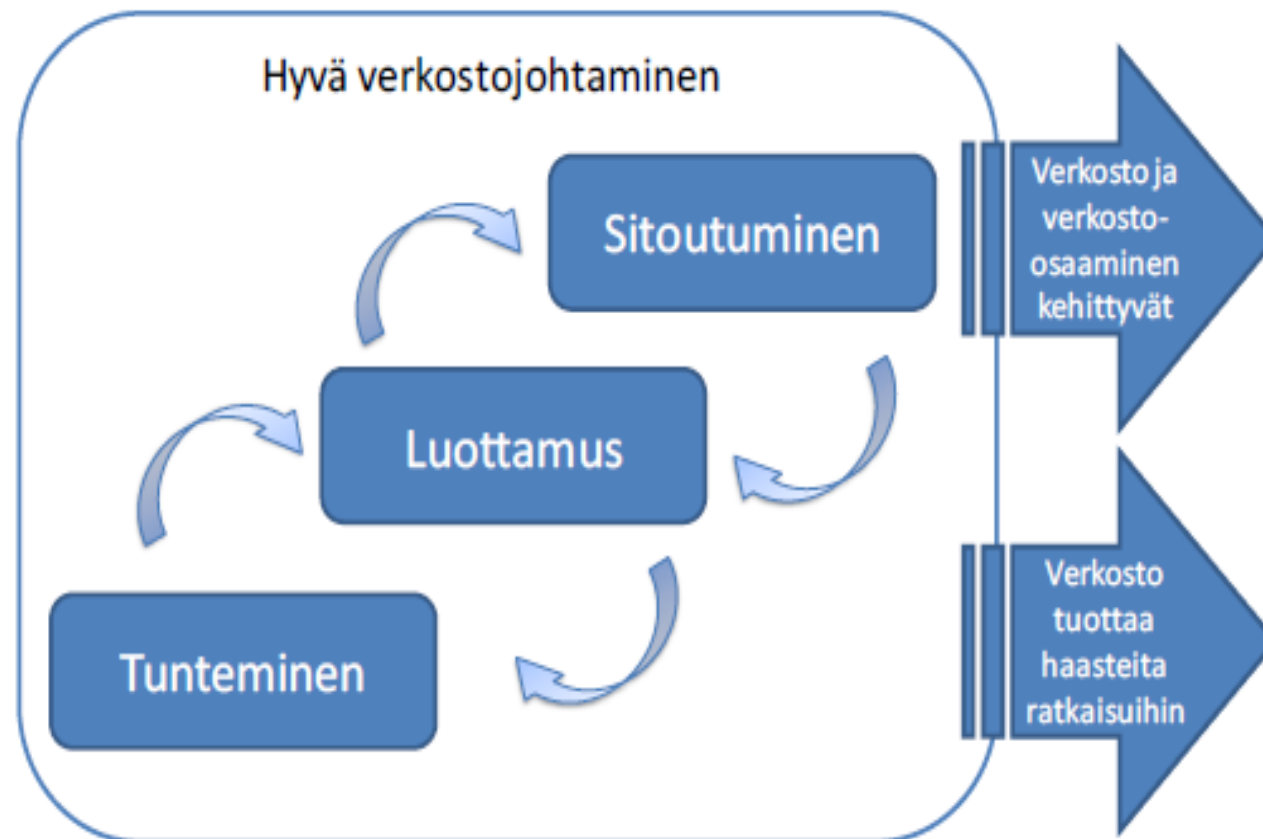 Hyvä verkostojohtaminen
Sitoutuminen
Luottamus
Tunteminen
Verkosto ja
verkosto-
osaaminen
kehittyvät
Verkosto
tuottaa
haasteita
ratkaisuihin